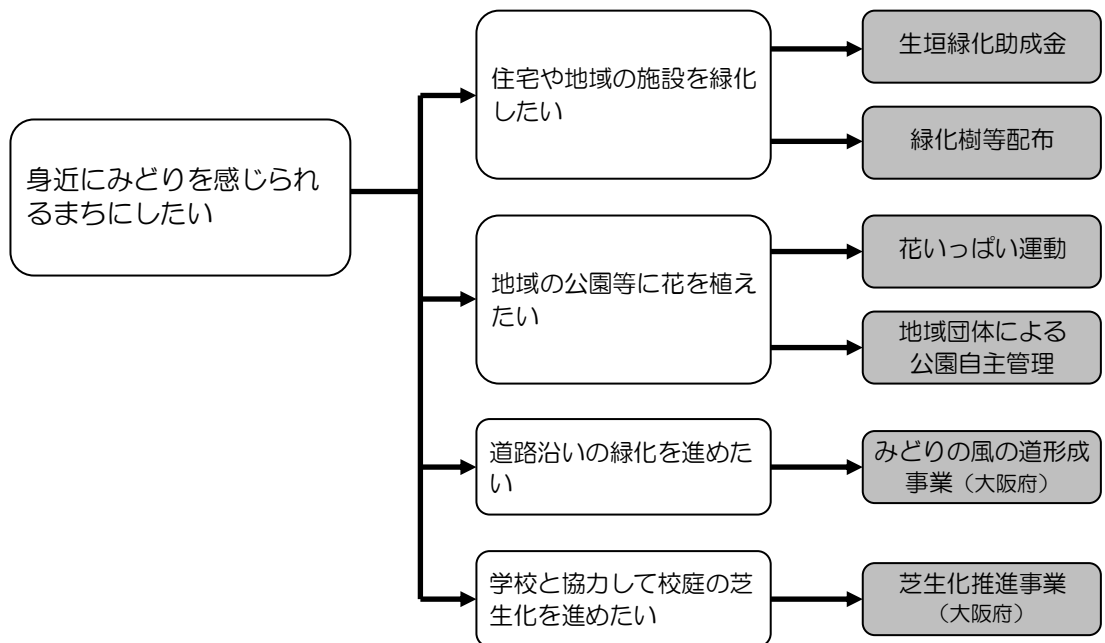 身近にみどりを感じられ
るまちにしたい
住宅や地域の施設を緑化
したい
生垣緑化助成金
緑化樹等配布
地域の公園等に花を植え
たい
花いっぱい運動
地域団体による
公園自主管理
道路沿いの緑化を進めた
い
みどりの風の道形成
事業（大阪府）
学校と協力して校庭の芝
生化を進めたい
芝生化推進事業
（大阪府）